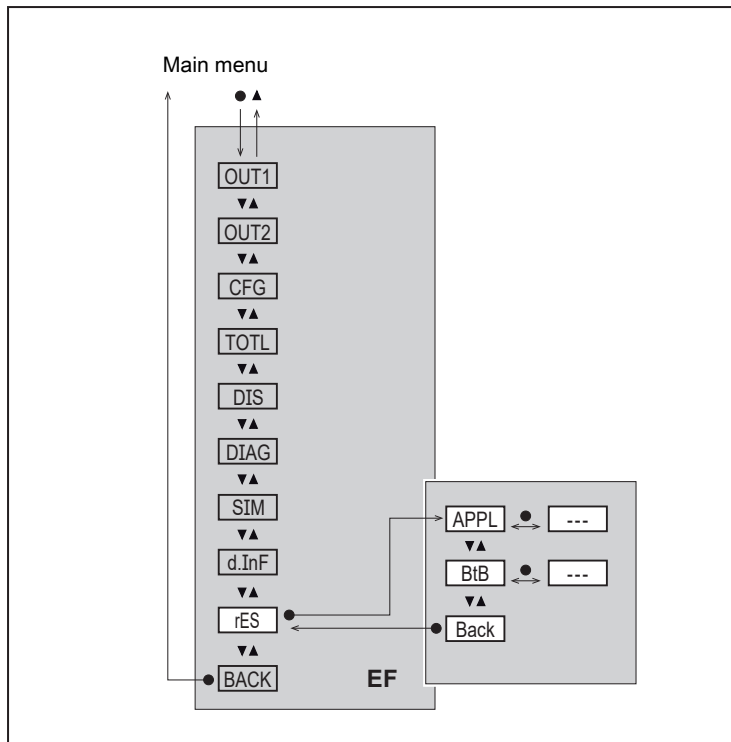 Main menu
OUT1
OUT2
CFG
TOTL
DIS
DIAG
SIM
d.InF
rES
BACK
EF
APPL
---
BtB
---
Back